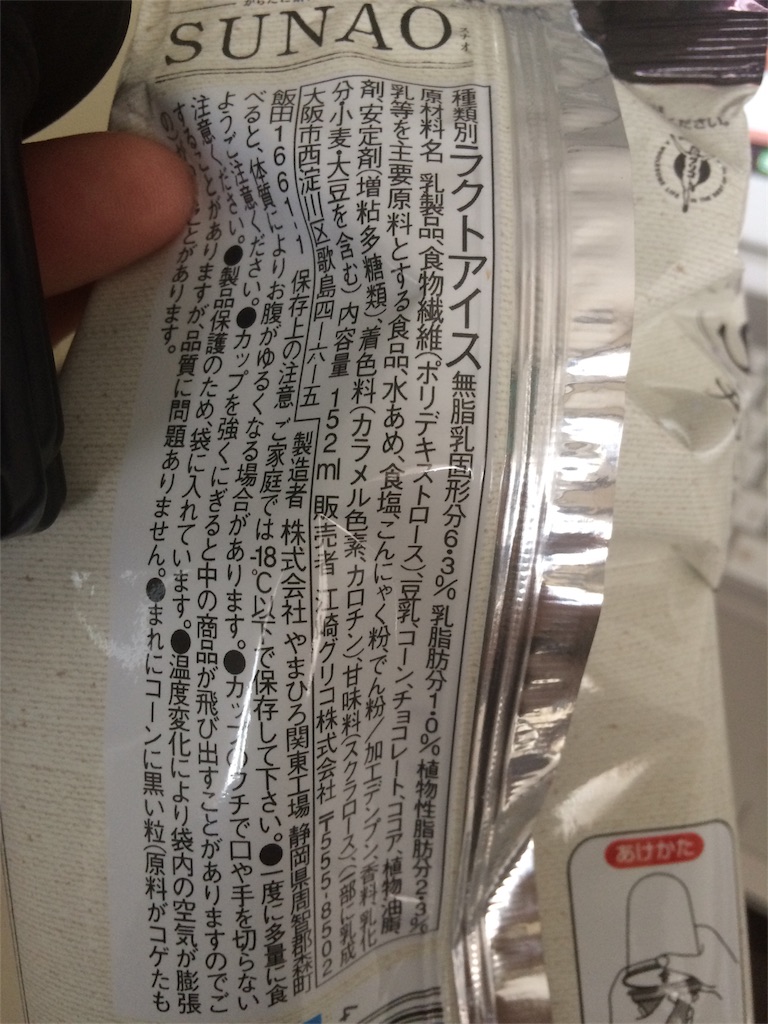 SUNAO
スナオ
種類別ラクトアイス 無脂乳固形分6.3% 乳脂肪分1.0% 植物性脂肪分2.3%
原材料名 乳製品、食物繊維(ポリデキストロース)、豆乳、コーン、チョコレート、ココア、植物油脂、
乳等を主要原料とする食品、水あめ、食塩、こんにゃく粉、でん粉／加工デンプン、香料、乳化
剤、安定剤(増粘多糖類)、着色料(カラメル色素、カロチン)、甘味料(スクラロース)、(一部に乳成
分・小麦・大豆を含む) 内容量 152ml 販売者 江崎グリコ株式会社 〒555-8502
大阪市西淀川区歌島四ー六ー五 製造者 株式会社 やまひろ関東工場 静岡県周智郡森町
飯田1661-1 保存上の注意 ご家庭では-18℃以下で保存して下さい。●一度に多量に食
べると、体質によりお腹がゆるくなる場合があります。●カップのフチで口や手を切らない
ようご注意ください。●カップを強くにぎると中の商品が飛び出すことがありますのでご
注意ください。●製品保護のため、袋に入れています。●温度変化により袋内の空気が膨張
することがありますが、品質に問題ありません。●まれにコーンに黒い粒(原料がコゲたも
とがあります。
ください。
あけかた